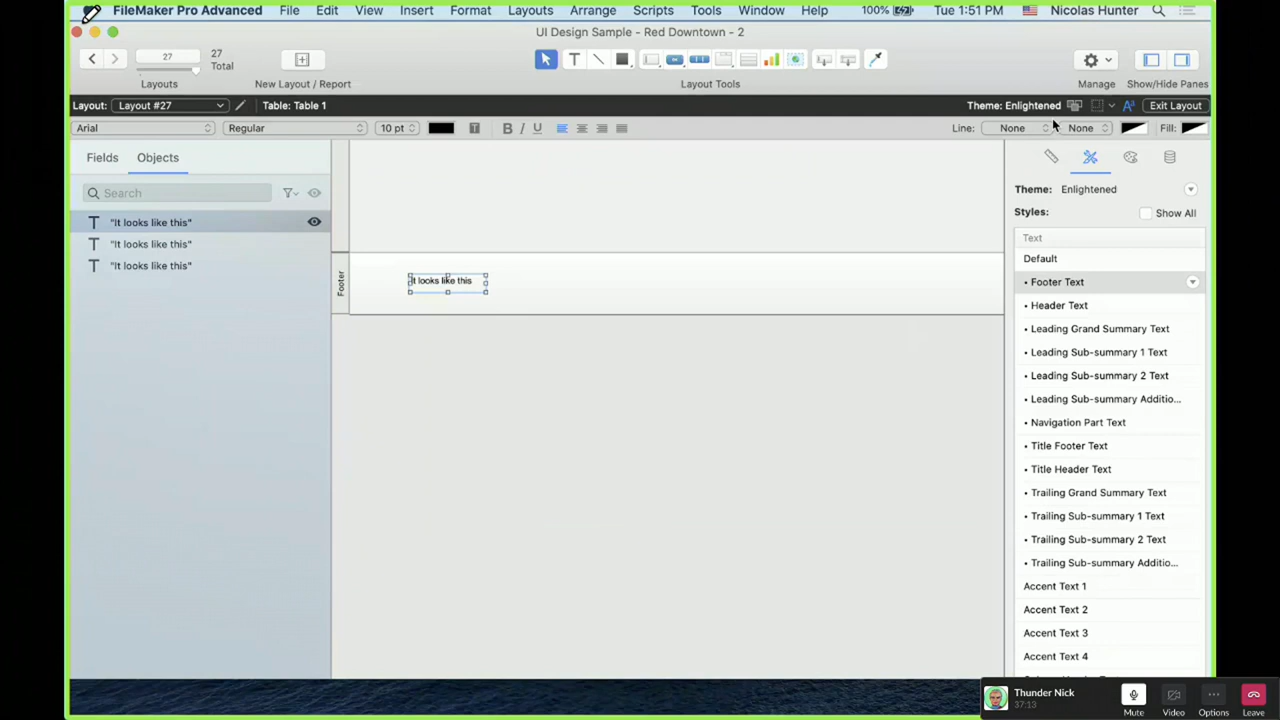 FileMaker Pro Advanced File Edit View Insert Format Layouts Arrange Scripts Tools Window Help 100% Tue 1:51 PM Nicolas Hunter
UI Design Sample - Red Downtown - 2
27
27
Total
Layouts
New Layout / Report
Layout Tools
Manage
Show/Hide Panes
Layout: Layout #27
Table: Table 1
Theme: Enlightened
Exit Layout
Arial
Regular
10 pt
B I U
Line: None
None
Fill:
Fields
Objects
Search
"It looks like this"
"It looks like this"
"It looks like this"
Footer
It looks like this
Theme: Enlightened
Styles:
Show All
Text
Default
• Footer Text
• Header Text
• Leading Grand Summary Text
• Leading Sub-summary 1 Text
• Leading Sub-summary 2 Text
• Leading Sub-summary Additio...
• Navigation Part Text
• Title Footer Text
• Title Header Text
• Trailing Grand Summary Text
• Trailing Sub-summary 1 Text
• Trailing Sub-summary 2 Text
• Trailing Sub-summary Additio...
Accent Text 1
Accent Text 2
Accent Text 3
Accent Text 4
Thunder Nick
37:13
Mute
Video
Options
Leave